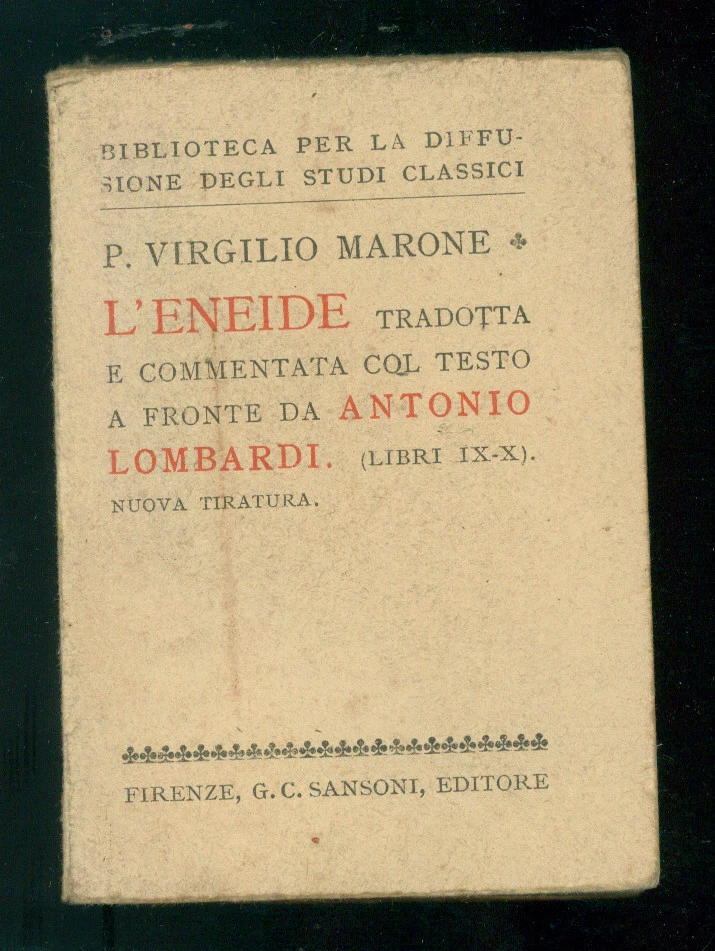 BIBLIOTECA PER LA DIFFU-
SIONE DEGLI STUDI CLASSICI
P. VIRGILIO MARONE
L'ENEIDE TRADOTTA
E COMMENTATA COL TESTO
A FRONTE DA ANTONIO
LOMBARDI. (LIBRI IX-X).
NUOVA TIRATURA.
FIRENZE, G. C. SANSONI, EDITORE